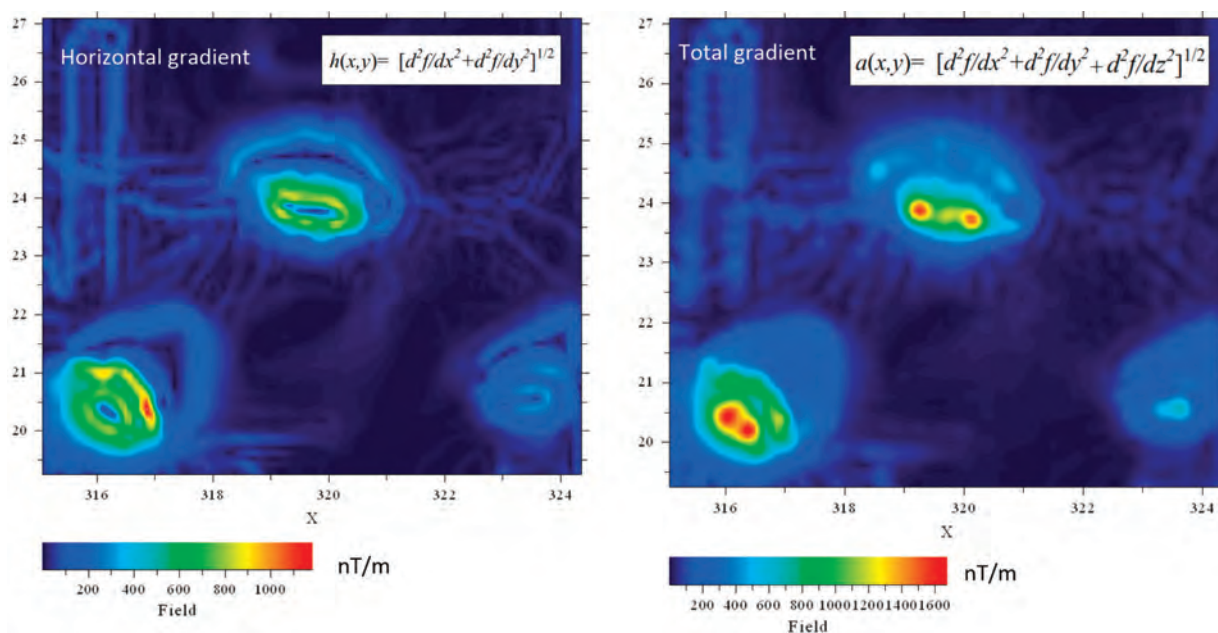 Horizontal gradient
h(x,y)= [d²f/dx²+d²f/dy²]^{1/2}
27
26
25
24
23
22
21
20
316 318 320 322 324
X
200 400 600 800 1000
Field
nT/m
Total gradient
a(x,y)= [d²f/dx²+d²f/dy²+d²f/dz²]^{1/2}
27
26
25
24
23
22
21
20
316 318 320 322 324
X
200 400 600 800 1000 1200 1400 1600
Field
nT/m